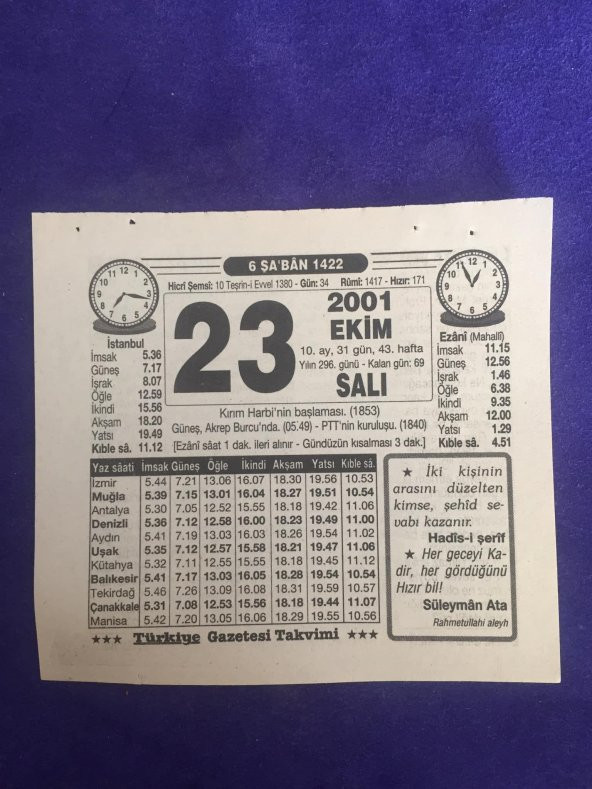 6 ŞA'BÂN 1422
Hicrî Şemsî: 10 Teşrin-i Evvel 1380 - Gün: 34 Rûmî: 1417 - Hızır: 171
23
2001
EKİM
10. ay, 31 gün, 43. hafta
Yılın 296. günü - Kalan gün: 69
SALI
Kırım Harbi'nin başlaması. (1853)
Güneş, Akrep Burcu'nda. (05.49) - PTT'nin kuruluşu. (1840)
[Ezânî sâat 1 dak. ileri alınır - Gündüzün kısalması 3 dak.]
İstanbul
İmsak 5.36
Güneş 7.17
İşrak 8.07
Öğle 12.59
İkindi 15.56
Akşam 18.20
Yatsı 19.49
Kıble sâ. 11.12
Ezânî (Mahallî)
İmsak 11.15
Güneş 12.56
İşrak 1.46
Öğle 6.38
İkindi 9.35
Akşam 12.00
Yatsı 1.29
Kıble sâ. 4.51
Yaz sâati İmsak Güneş Öğle İkindi Akşam Yatsı Kıble sâ.
İzmir 5.44 7.21 13.06 16.07 18.30 19.56 10.53
Muğla 5.39 7.15 13.01 16.04 18.27 19.51 10.54
Antalya 5.30 7.05 12.52 15.55 18.18 19.42 11.06
Denizli 5.36 7.12 12.58 16.00 18.23 19.49 11.00
Aydın 5.41 7.19 13.03 16.03 18.26 19.54 11.02
Uşak 5.35 7.12 12.57 15.58 18.21 19.47 11.06
Kütahya 5.32 7.11 12.55 15.55 18.18 19.45 11.12
Balıkesir 5.41 7.17 13.03 16.05 18.28 19.54 10.54
Tekirdağ 5.46 7.26 13.09 16.08 18.31 19.59 10.57
Çanakkale 5.31 7.08 12.53 15.56 18.18 19.44 11.07
Manisa 5.42 7.20 13.05 16.06 18.29 19.55 10.56
★★★ Türkiye Gazetesi Takvimi ★★★
★ İki kişinin
arasını düzelten
kimse, şehîd se-
vabı kazanır.
Hadîs-i şerîf
★ Her geceyi Ka-
dir, her gördüğünü
Hızır bil!
Süleymân Ata
Rahmetullahi aleyh